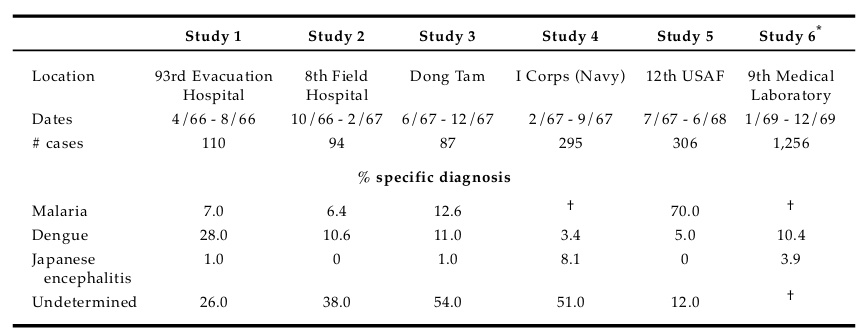 Study 1 Study 2 Study 3 Study 4 Study 5 Study 6*
Location 93rd Evacuation 8th Field Dong Tam I Corps (Navy) 12th USAF 9th Medical
Hospital Hospital Laboratory
Dates 4/66 - 8/66 10/66 - 2/67 6/67 - 12/67 2/67 - 9/67 7/67 - 6/68 1/69 - 12/69
# cases 110 94 87 295 306 1,256
% specific diagnosis
Malaria 7.0 6.4 12.6 † 70.0 †
Dengue 28.0 10.6 11.0 3.4 5.0 10.4
Japanese 1.0 0 1.0 8.1 0 3.9
encephalitis
Undetermined 26.0 38.0 54.0 51.0 12.0 †